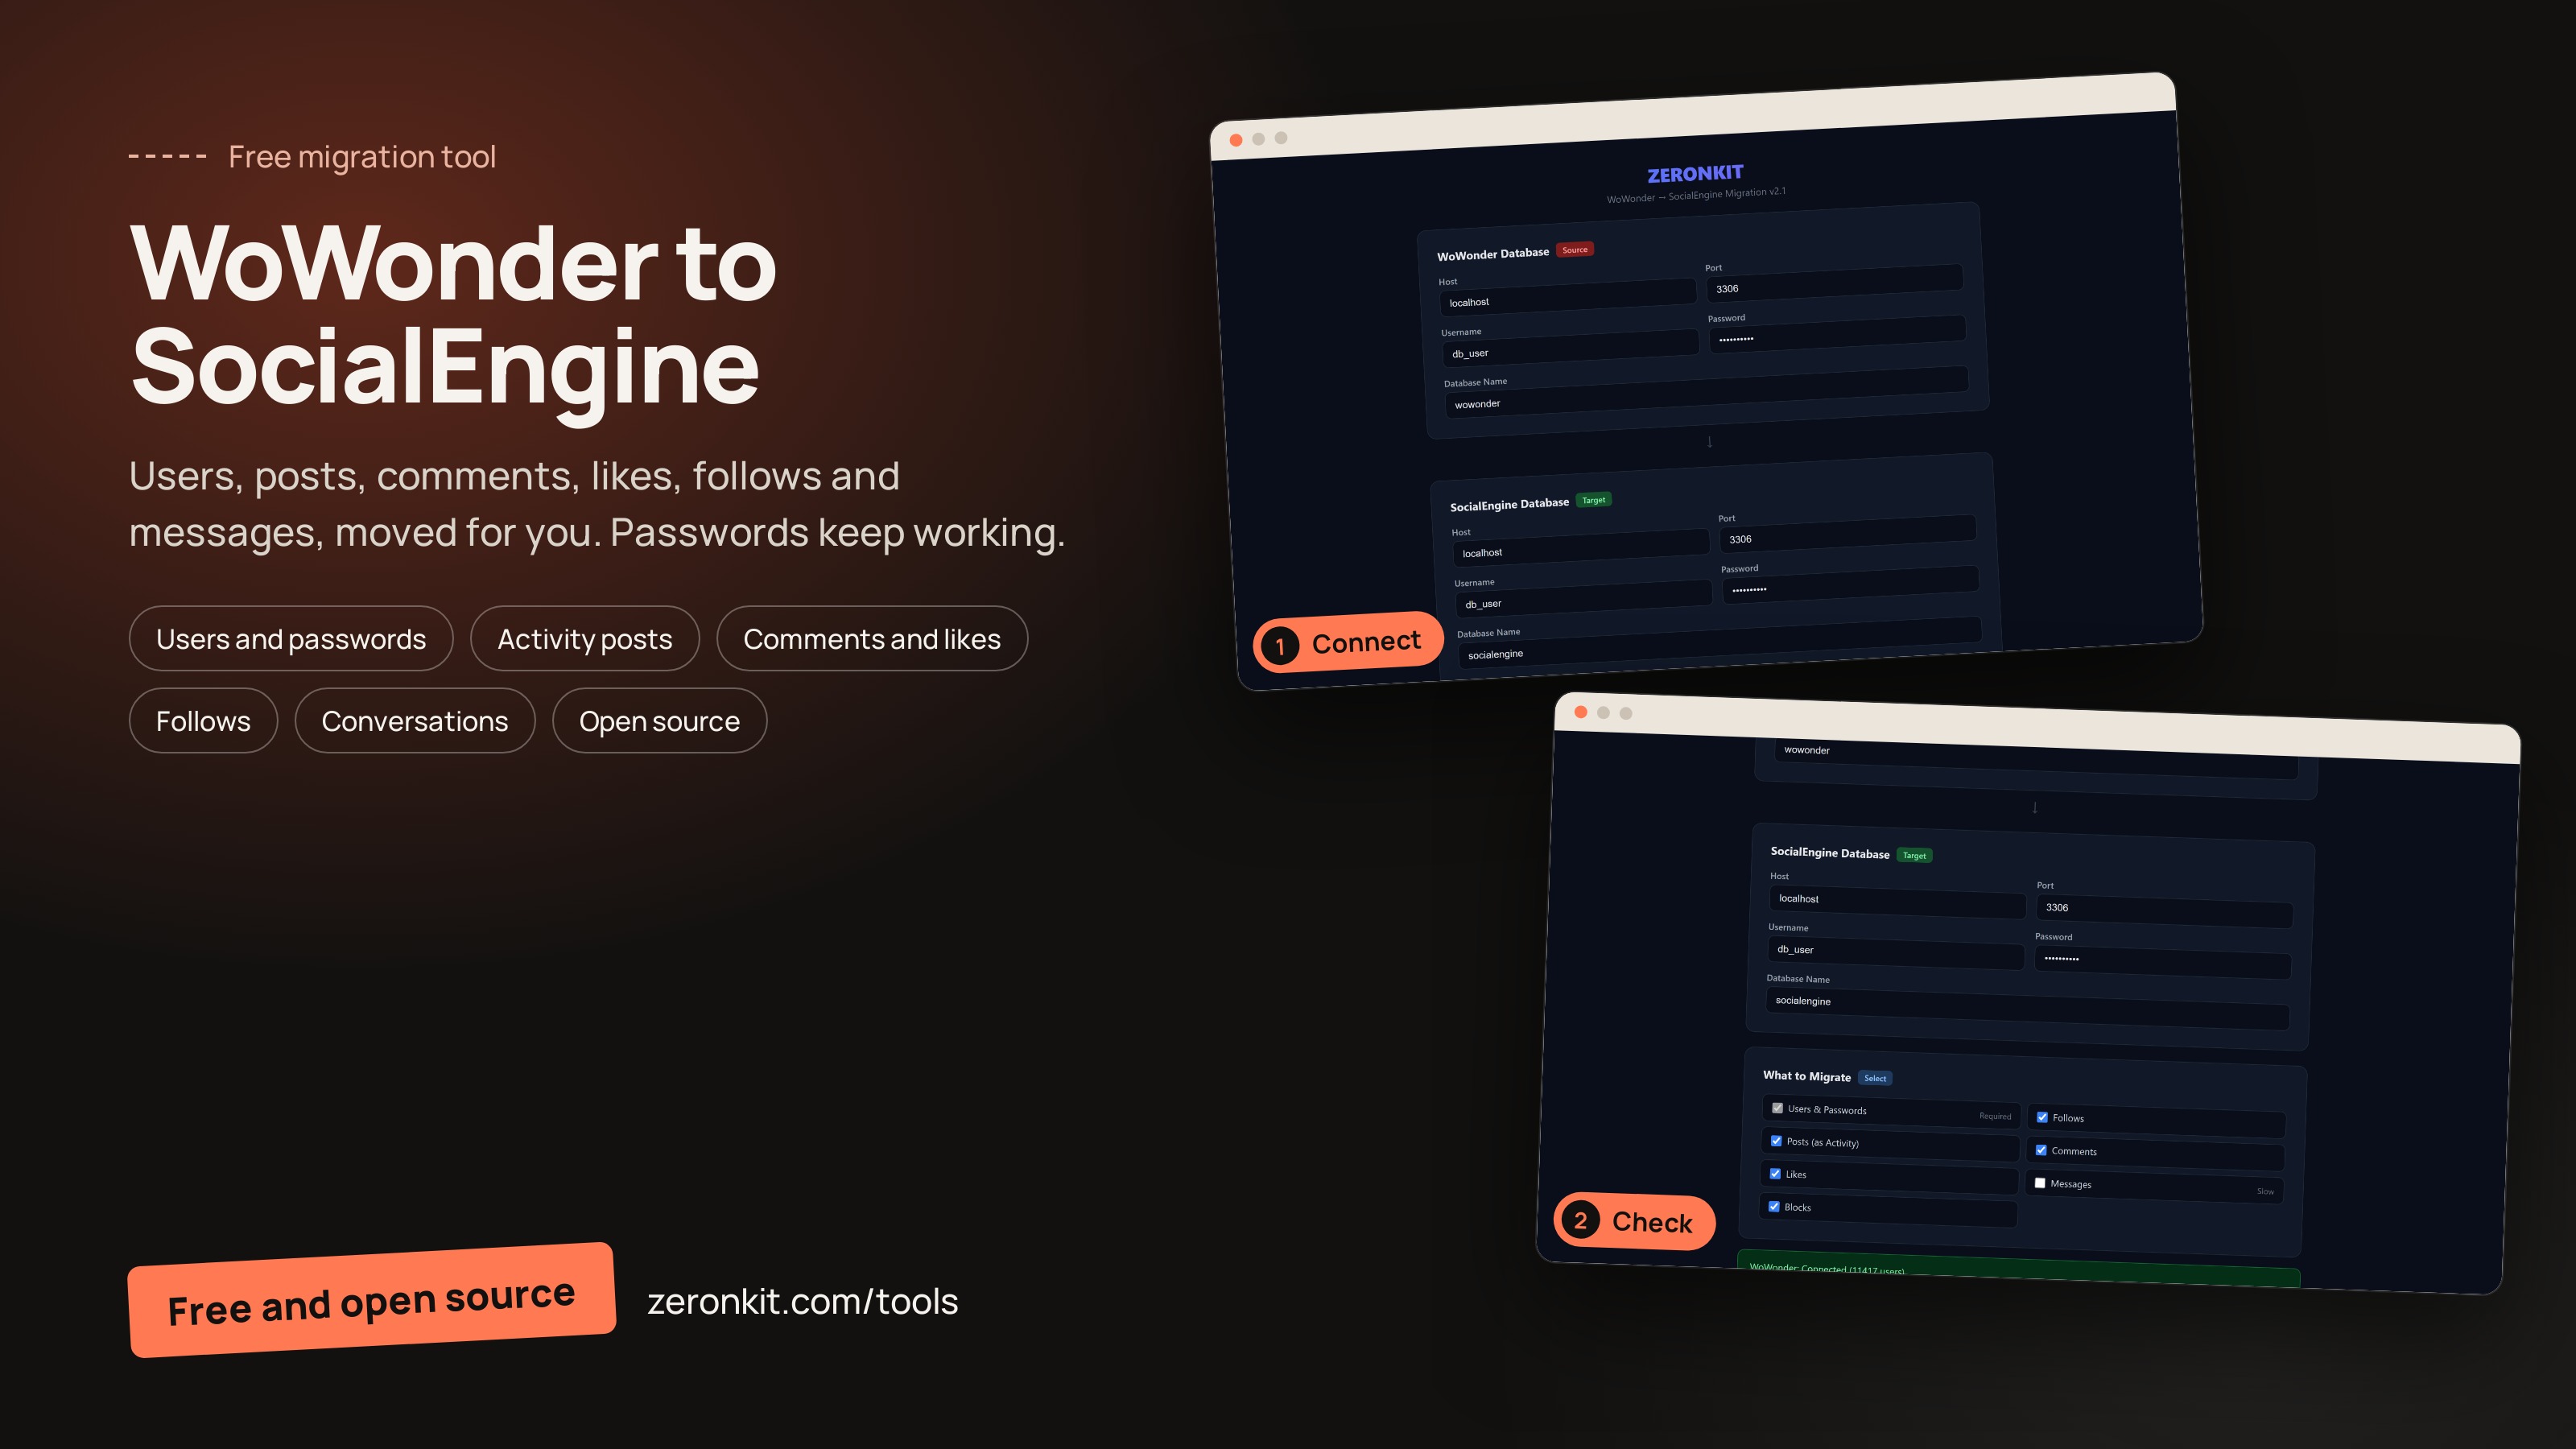 Free migration tool
WoWonder to
SocialEngine
Users, posts, comments, likes, follows and
messages, moved for you. Passwords keep working.
Users and passwords
Activity posts
Comments and likes
Follows
Conversations
Open source
Free and open source
zeronkit.com/tools
ZERONKIT
WoWonder → SocialEngine Migration v2.1
WoWonder Database Source
Host
Port
localhost
3306
Username
Password
db_user
••••••••••
Database Name
wowonder
↓
SocialEngine Database Target
Host
Port
localhost
3306
Username
Password
db_user
••••••••••
Database Name
socialengine
1 Connect
wowonder
↓
SocialEngine Database Target
Host
Port
localhost
3306
Username
Password
db_user
••••••••••
Database Name
socialengine
What to Migrate Select
Users & Passwords Required
Follows
Posts (as Activity)
Comments
Likes
Messages Slow
Blocks
WoWonder: Connected (11417 users)
2 Check